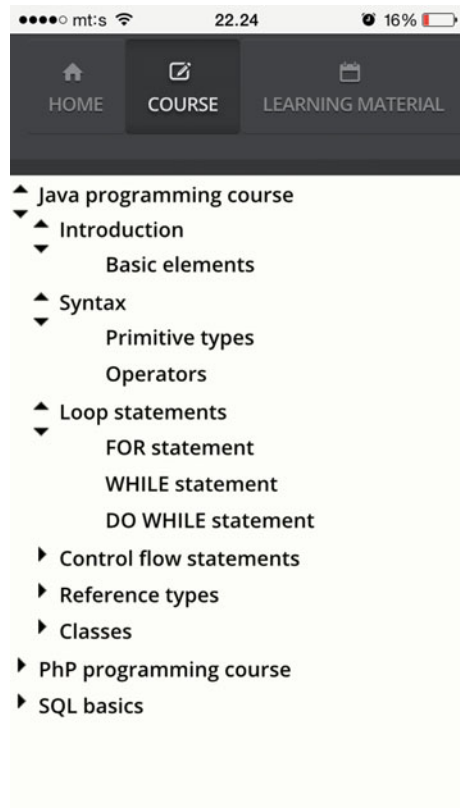 mt:s 22.24 16%
HOME COURSE LEARNING MATERIAL
Java programming course
Introduction
Basic elements
Syntax
Primitive types
Operators
Loop statements
FOR statement
WHILE statement
DO WHILE statement
Control flow statements
Reference types
Classes
PhP programming course
SQL basics